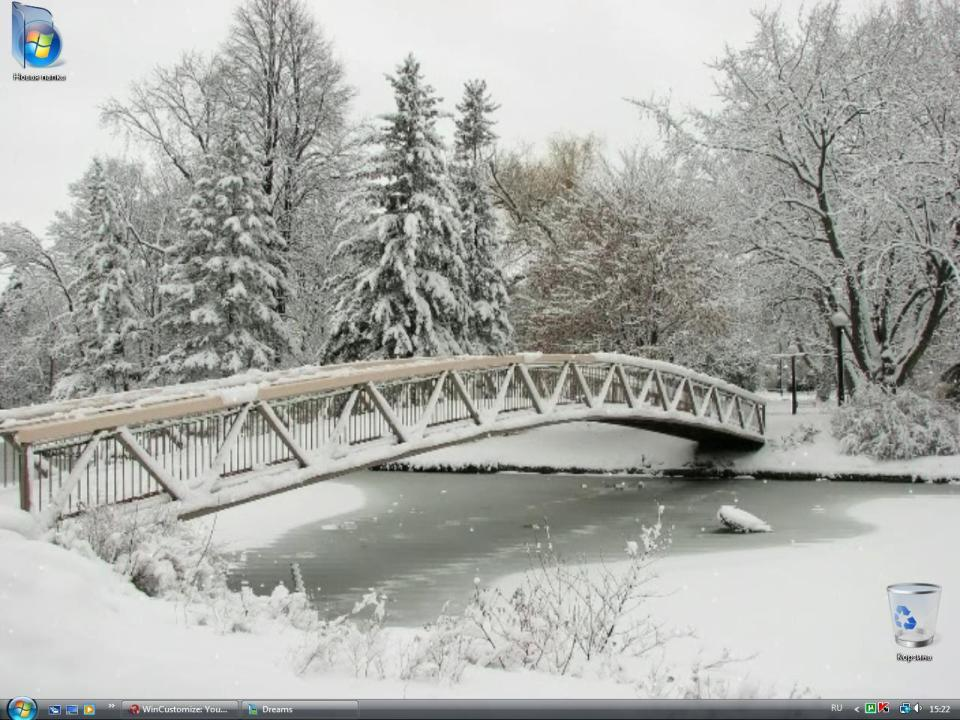 Новая папка
Корзина
WinCustomize: You...
Dreams
RU
15:22